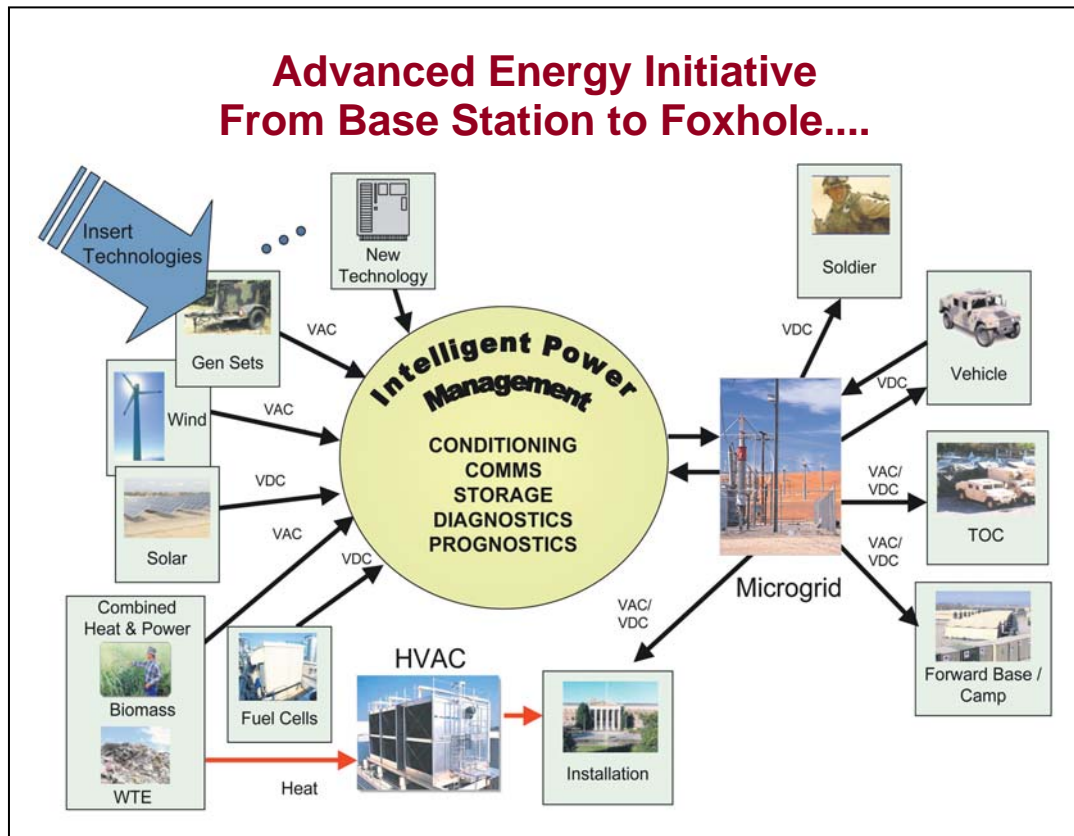 Advanced Energy Initiative
From Base Station to Foxhole....
Insert
Technologies
New
Technology
Soldier
VAC
Gen Sets
VDC
Vehicle
VDC
Intelligent Power
Management
Wind
VAC
CONDITIONING
COMMS
STORAGE
DIAGNOSTICS
PROGNOSTICS
VDC
Solar
VAC
VDC
VAC/
VDC
TOC
VAC/
VDC
Microgrid
Combined
Heat & Power
Biomass
WTE
Fuel Cells
HVAC
Heat
VAC/
VDC
Installation
Forward Base /
Camp